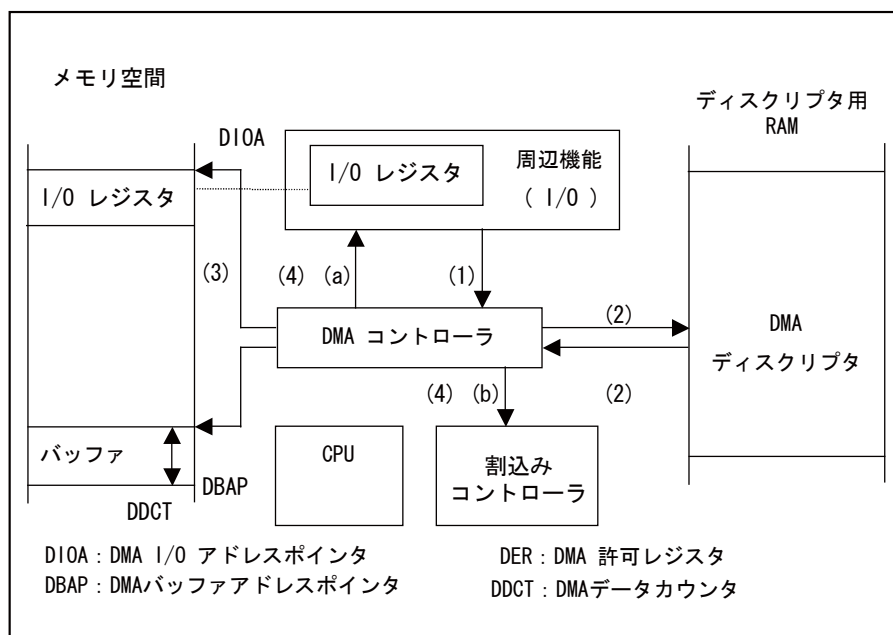 メモリ空間
ディスクリプタ用
RAM
DIOA
周辺機能
( I/O )
I/O レジスタ
I/O レジスタ
(3)
(4) (a)
(1)
(2)
DMA コントローラ
DMA
ディスクリプタ
(4) (b)
(2)
バッファ
CPU
割込み
コントローラ
DBAP
DDCT
DIOA:DMA I/O アドレスポインタ
DER:DMA 許可レジスタ
DBAP:DMAバッファアドレスポインタ
DDCT:DMAデータカウンタ